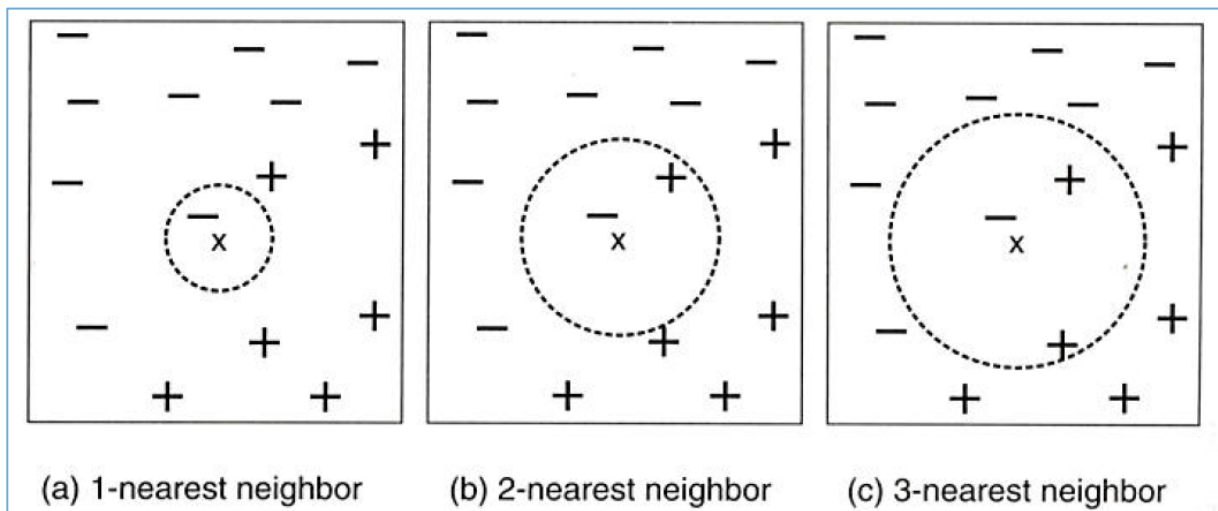 x
x
x
(a) 1-nearest neighbor
(b) 2-nearest neighbor
(c) 3-nearest neighbor